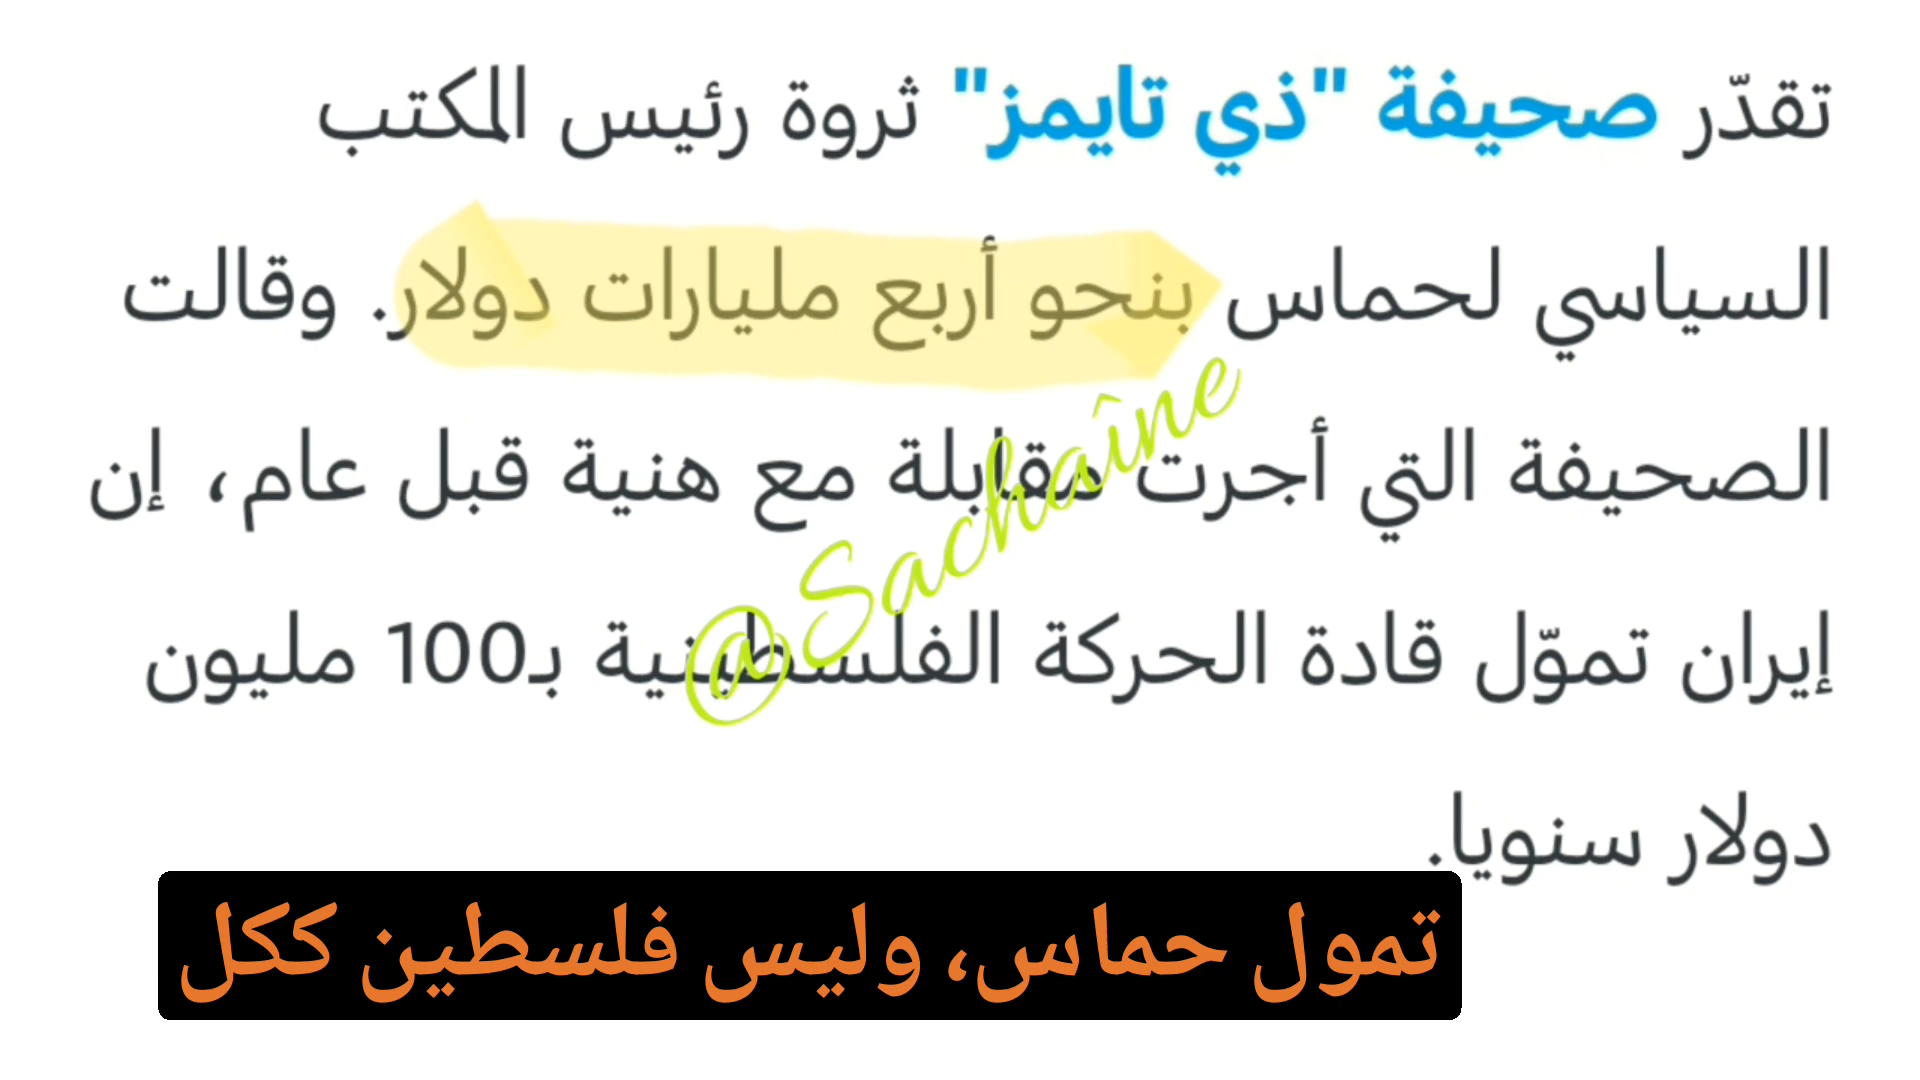 تقدّر صحيفة "ذي تايمز" ثروة رئيس المكتب
السياسي لحماس بنحو أربع مليارات دولار. وقالت
الصحيفة التي أجرت مقابلة مع هنية قبل عام، إن
إيران تموّل قادة الحركة الفلسطينية بـ100 مليون
دولار سنويا.
@Sachaîne
تمول حماس، وليس فلسطين ككل